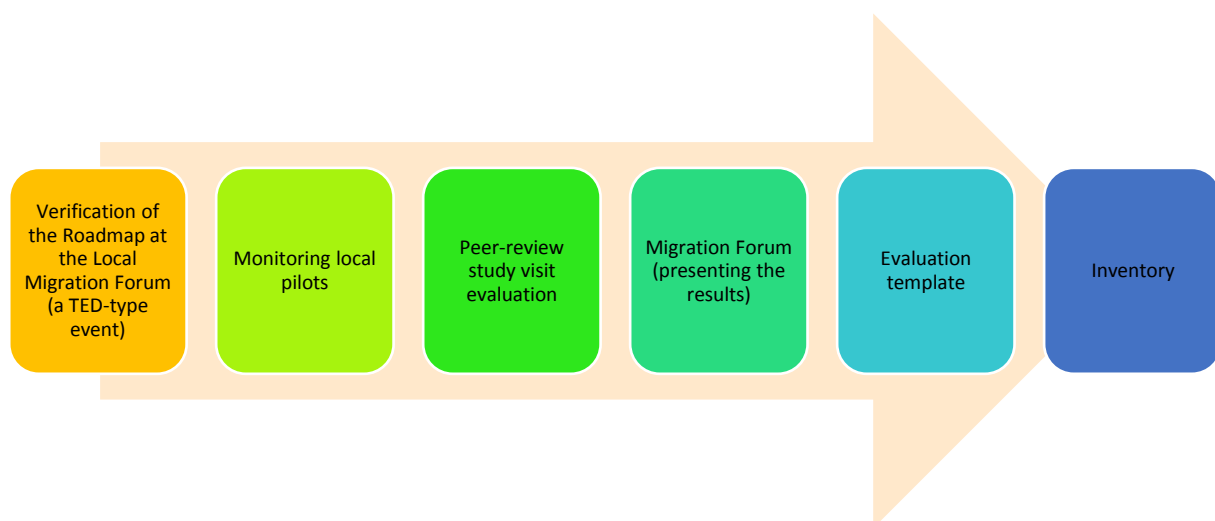 Verification of
the Roadmap at
the Local
Migration Forum
(a TED-type
event)
Monitoring local
pilots
Peer-review
study visit
evaluation
Migration Forum
(presenting the
results)
Evaluation
template
Inventory